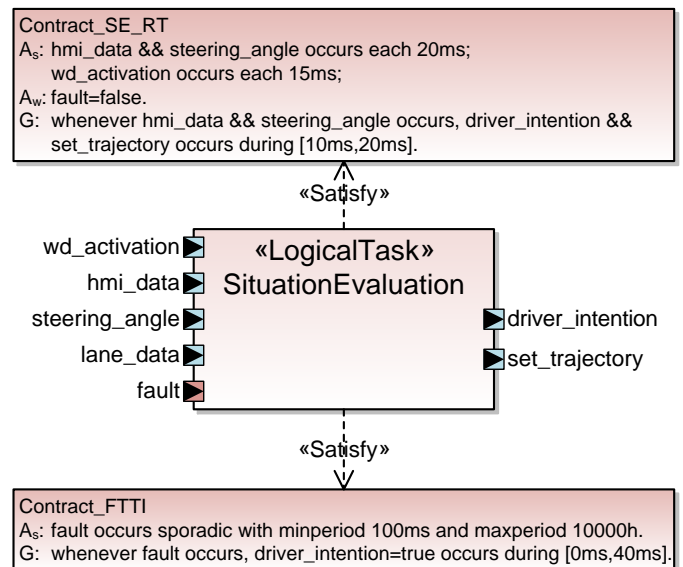 Contract_SE_RT
As: hmi_data && steering_angle occurs each 20ms;
wd_activation occurs each 15ms;
Aw: fault=false.
G: whenever hmi_data && steering_angle occurs, driver_intention &&
set_trajectory occurs during [10ms,20ms].
«Satisfy»
wd_activation
hmi_data
steering_angle
lane_data
fault
«LogicalTask»
SituationEvaluation
driver_intention
set_trajectory
«Satisfy»
Contract_FTTI
As: fault occurs sporadic with minperiod 100ms and maxperiod 10000h.
G: whenever fault occurs, driver_intention=true occurs during [0ms,40ms].